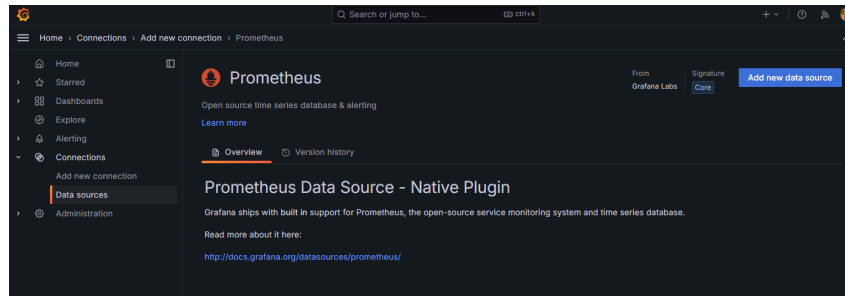 Search or jump to...
ctrl+k
Home › Connections › Add new connection › Prometheus
Home
Starred
Dashboards
Explore
Alerting
Connections
Add new connection
Data sources
Administration
Prometheus
Open source time series database & alerting
Learn more
From
Grafana Labs
Signature
Core
Add new data source
Overview
Version history
Prometheus Data Source - Native Plugin
Grafana ships with built in support for Prometheus, the open-source service monitoring system and time series database.
Read more about it here:
http://docs.grafana.org/datasources/prometheus/